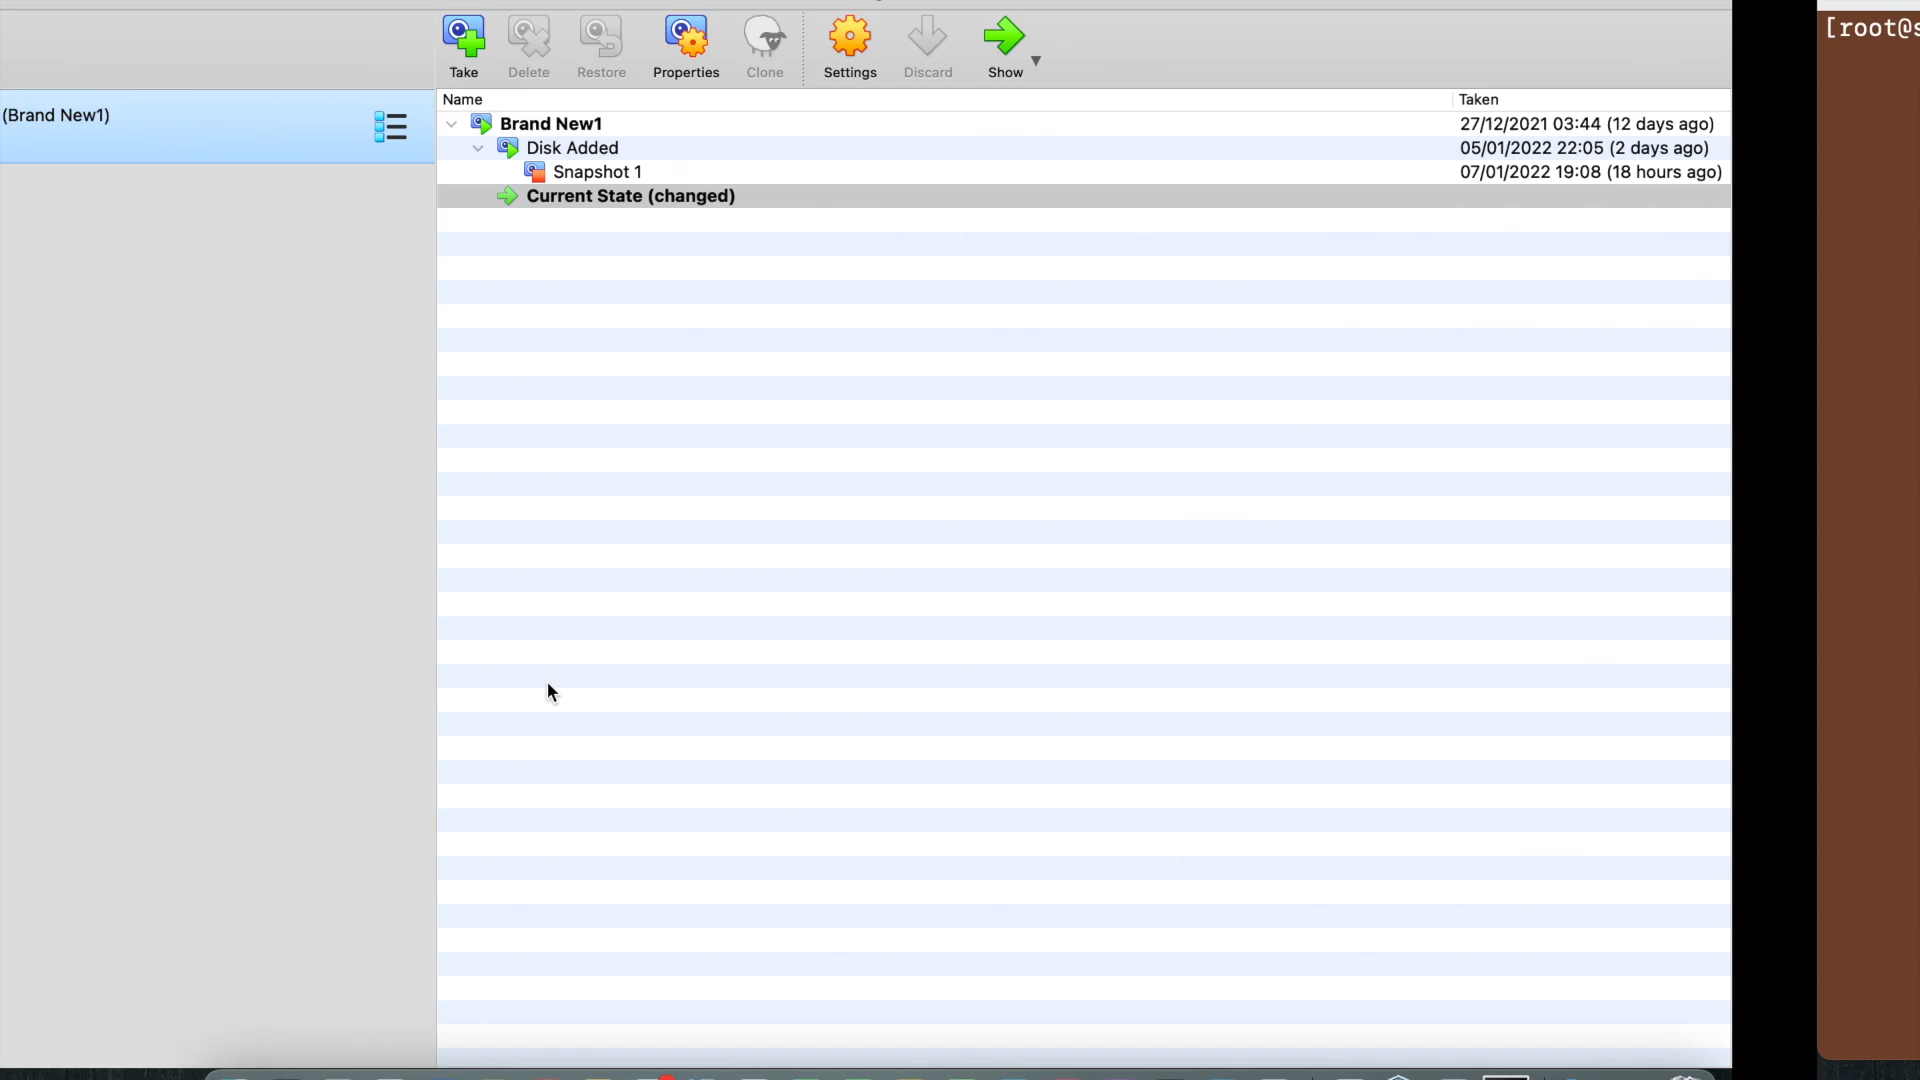 Take Delete Restore Properties Clone Settings Discard Show
[root@s
(Brand New1)
Name Taken
Brand New1 27/12/2021 03:44 (12 days ago)
Disk Added 05/01/2022 22:05 (2 days ago)
Snapshot 1 07/01/2022 19:08 (18 hours ago)
Current State (changed)